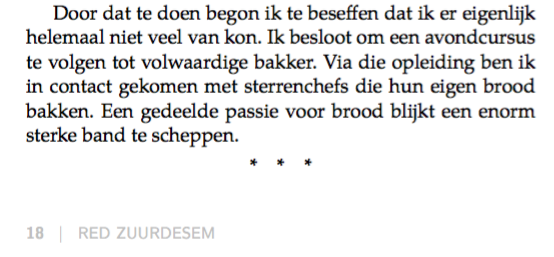 Door dat te doen begon ik te beseffen dat ik er eigenlijk
helemaal niet veel van kon. Ik besloot om een avondcursus
te volgen tot volwaardige bakker. Via die opleiding ben ik
in contact gekomen met sterrenchefs die hun eigen brood
bakken. Een gedeelde passie voor brood blijkt een enorm
sterke band te scheppen.
* * *
18 | RED ZUURDESEM